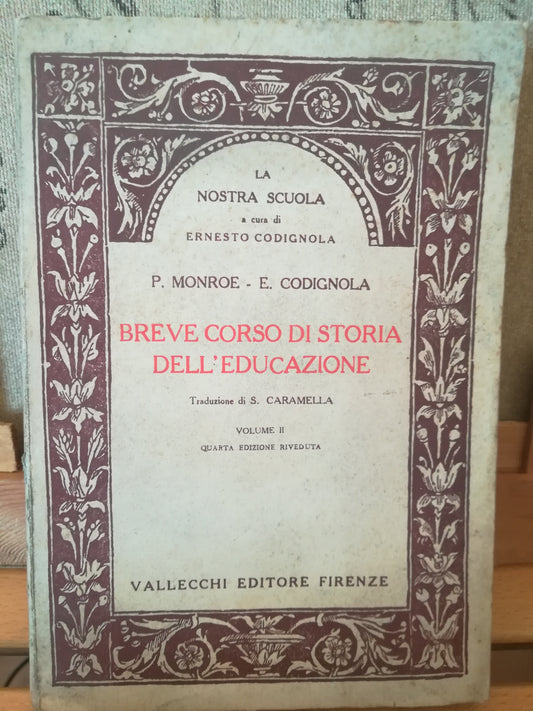 LA
NOSTRA SCUOLA
a cura di
ERNESTO CODIGNOLA
P. MONROE - E. CODIGNOLA
BREVE CORSO DI STORIA
DELL'EDUCAZIONE
Traduzione di S. CARAMELLA
VOLUME II
QUARTA EDIZIONE RIVEDUTA
VALLECCHI EDITORE FIRENZE